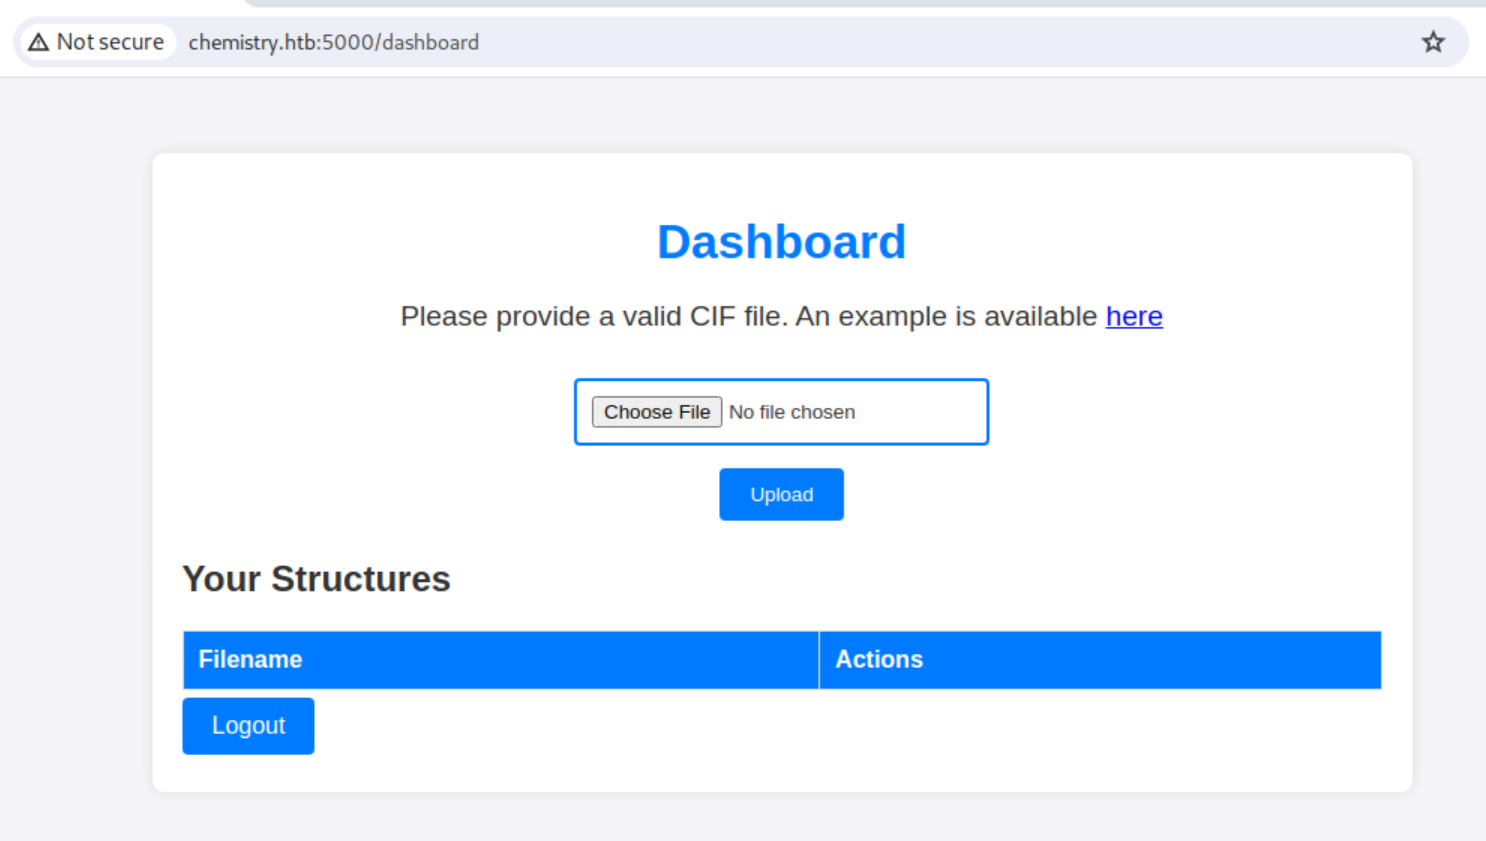 Not secure chemistry.htb:5000/dashboard
Dashboard
Please provide a valid CIF file. An example is available here
Choose File No file chosen
Upload
Your Structures
Filename Actions
Logout